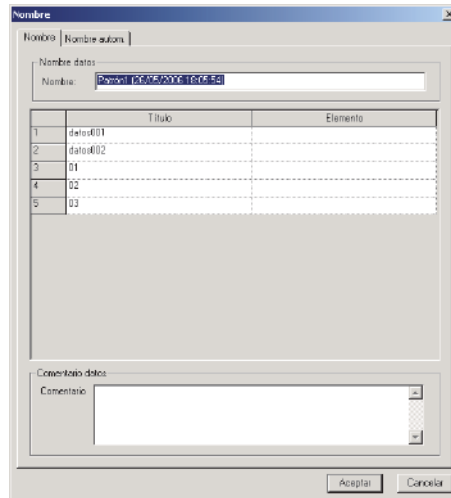 Nombre
Nombre Nombre autom.
Nombre datos
Nombre: Patrón1 (26/05/2006 18:05:54)
Título Elemento
1 datos001
2 datos002
3 01
4 02
5 03
Comentario datos
Comentario
Aceptar Cancelar